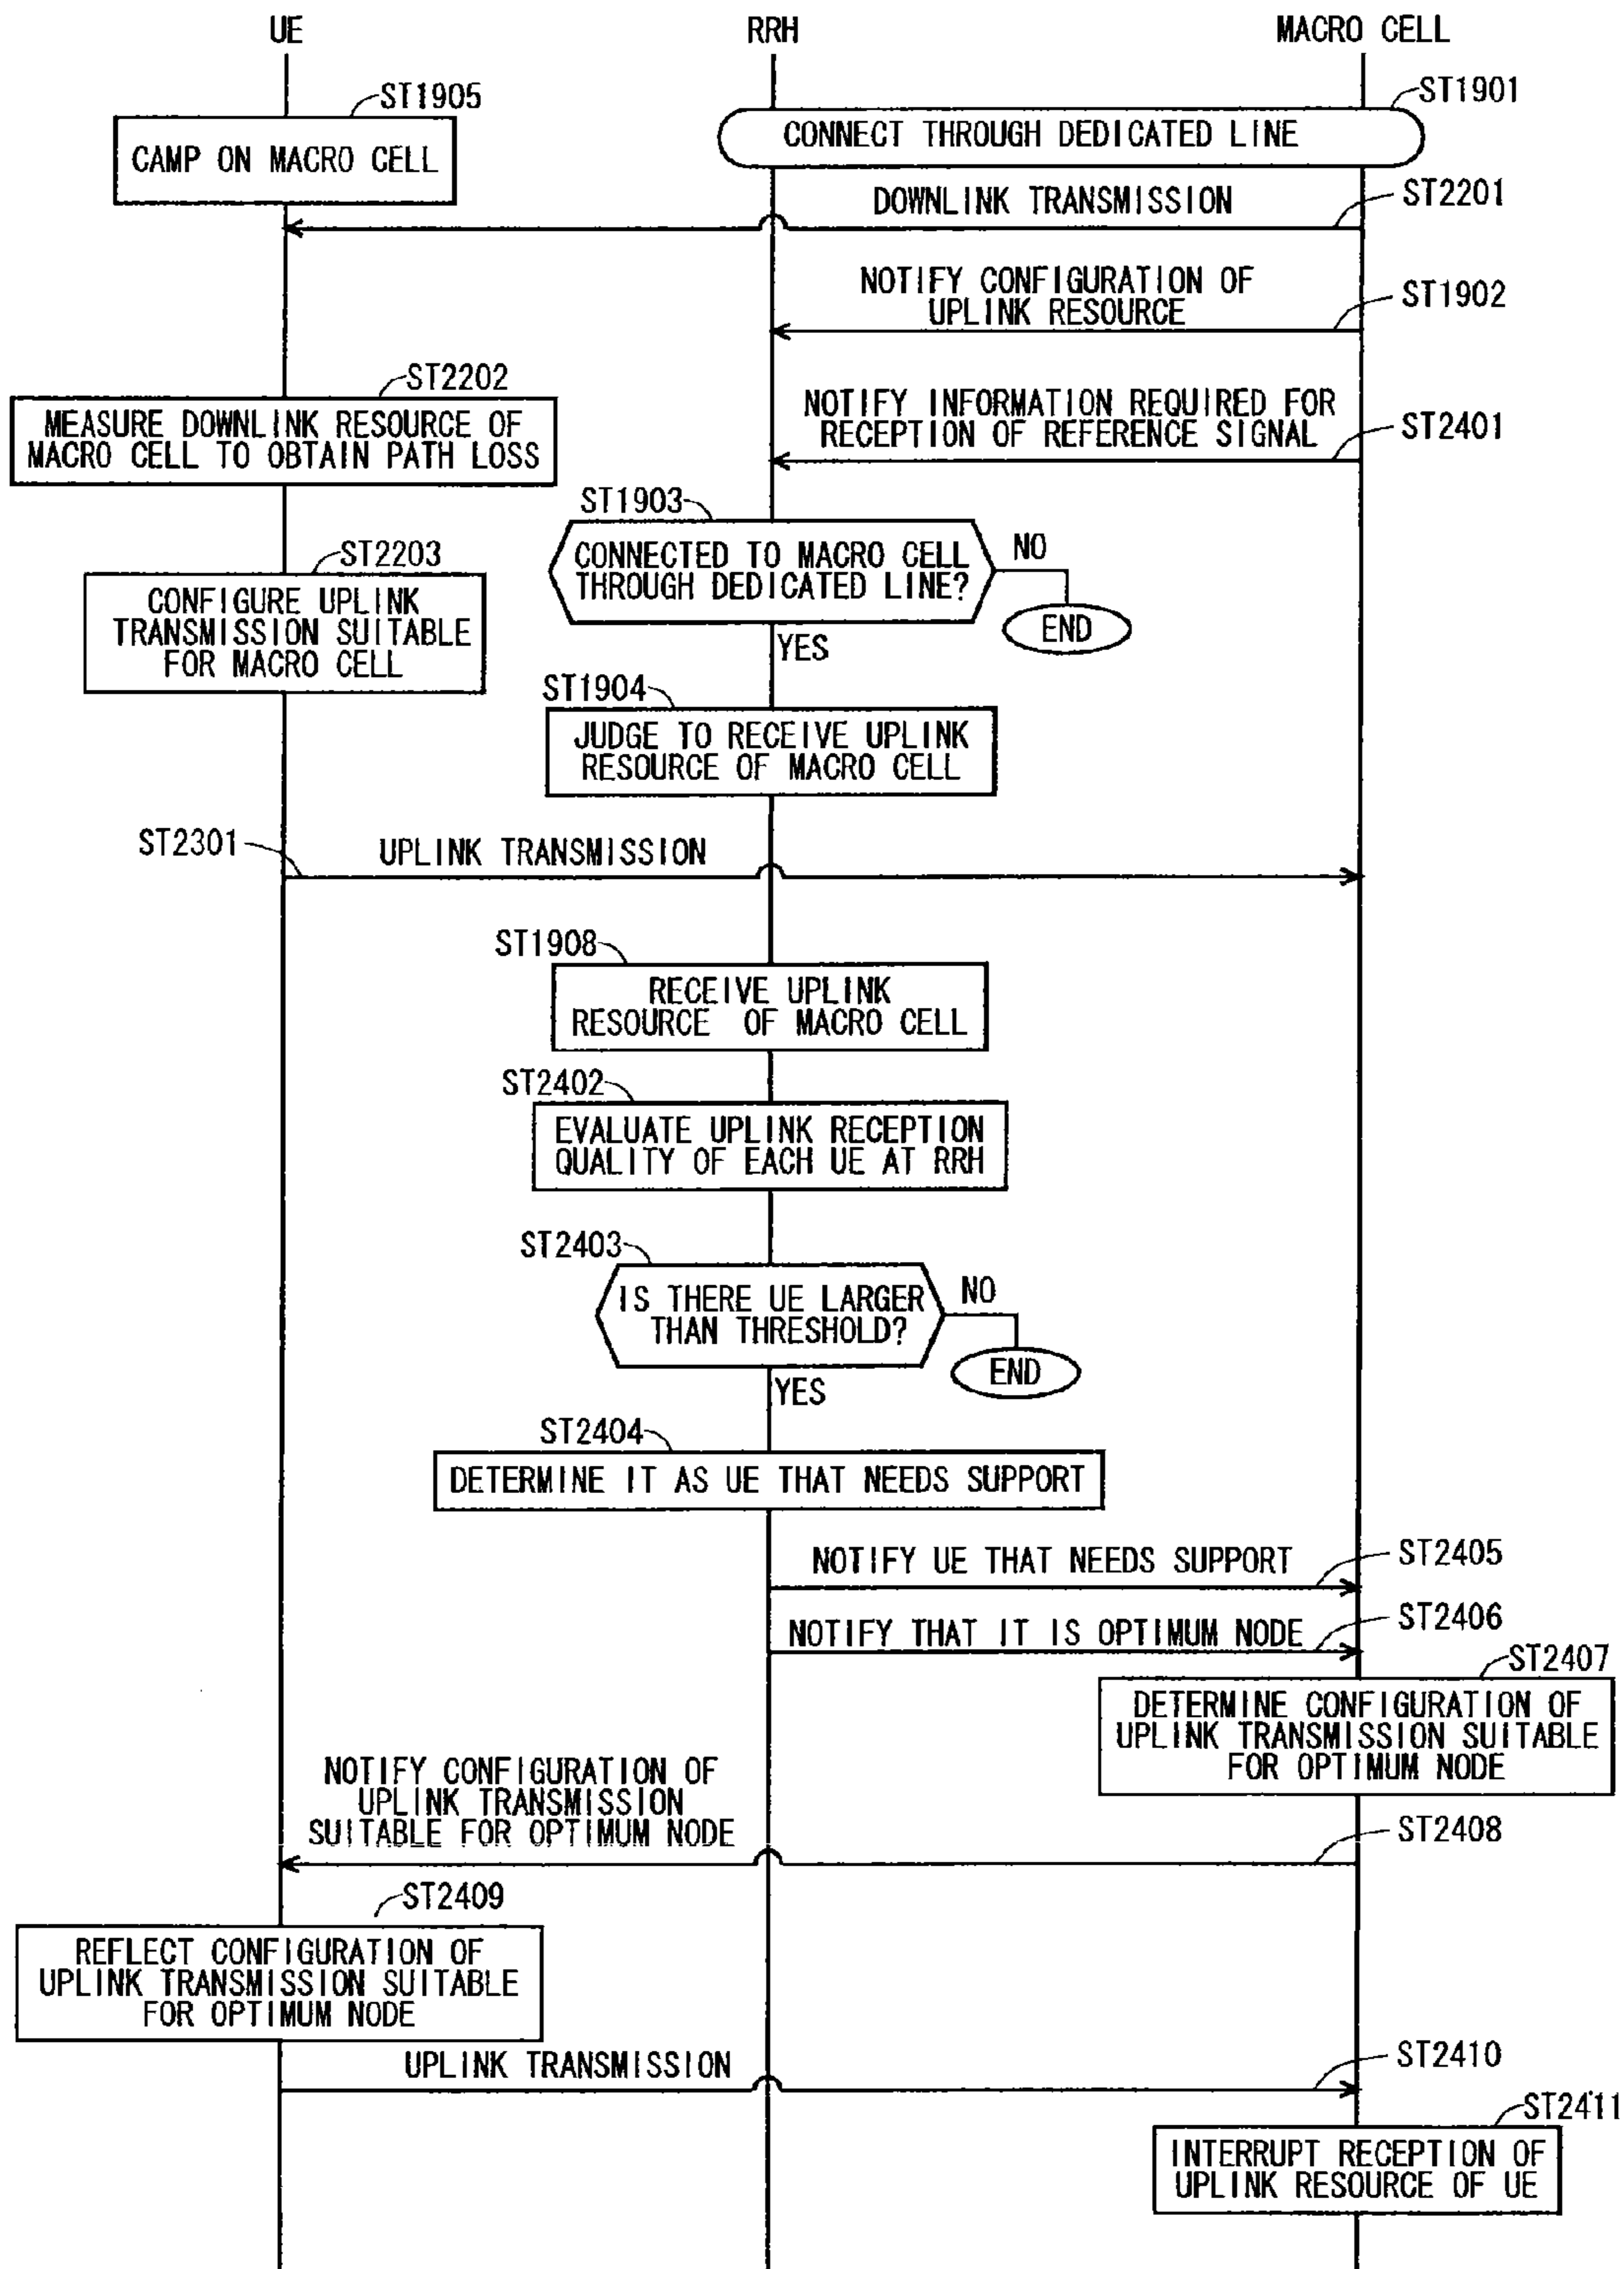 UE
RRH
MACRO CELL
ST1905
ST1901
CAMP ON MACRO CELL
CONNECT THROUGH DEDICATED LINE
DOWNLINK TRANSMISSION
ST2201
NOTIFY CONFIGURATION OF
UPLINK RESOURCE
ST1902
ST2202
MEASURE DOWNLINK RESOURCE OF
MACRO CELL TO OBTAIN PATH LOSS
NOTIFY INFORMATION REQUIRED FOR
RECEPTION OF REFERENCE SIGNAL
ST2401
ST1903
CONNECTED TO MACRO CELL
THROUGH DEDICATED LINE?
NO
END
YES
ST2203
CONFIGURE UPLINK
TRANSMISSION SUITABLE
FOR MACRO CELL
ST1904
JUDGE TO RECEIVE UPLINK
RESOURCE OF MACRO CELL
ST2301
UPLINK TRANSMISSION
ST1908
RECEIVE UPLINK
RESOURCE OF MACRO CELL
ST2402
EVALUATE UPLINK RECEPTION
QUALITY OF EACH UE AT RRH
ST2403
IS THERE UE LARGER
THAN THRESHOLD?
NO
END
YES
ST2404
DETERMINE IT AS UE THAT NEEDS SUPPORT
NOTIFY UE THAT NEEDS SUPPORT
ST2405
NOTIFY THAT IT IS OPTIMUM NODE
ST2406
ST2407
DETERMINE CONFIGURATION OF
UPLINK TRANSMISSION SUITABLE
FOR OPTIMUM NODE
NOTIFY CONFIGURATION OF
UPLINK TRANSMISSION
SUITABLE FOR OPTIMUM NODE
ST2408
ST2409
REFLECT CONFIGURATION OF
UPLINK TRANSMISSION SUITABLE
FOR OPTIMUM NODE
UPLINK TRANSMISSION
ST2410
ST2411
INTERRUPT RECEPTION OF
UPLINK RESOURCE OF UE